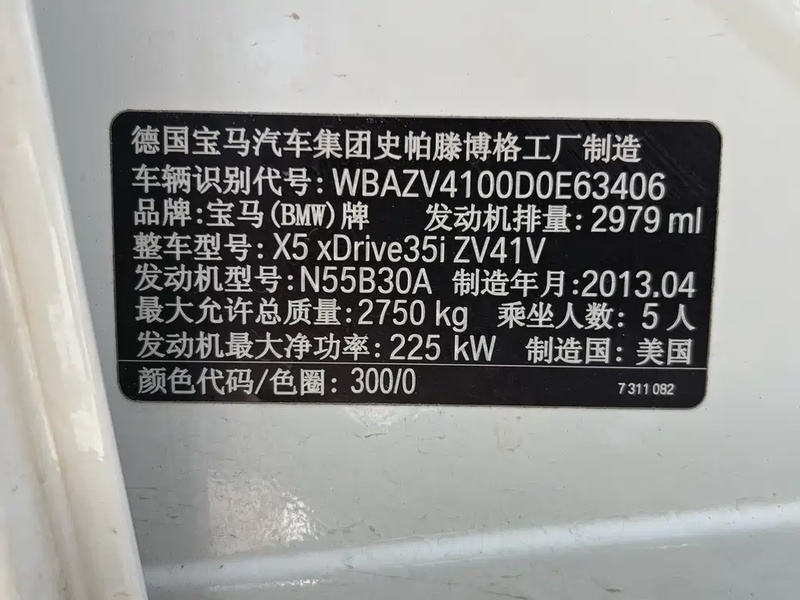 德国宝马汽车集团史帕滕博格工厂制造
车辆识别代号: WBAZV4100D0E63406
品牌: 宝马(BMW)牌 发动机排量: 2979 ml
整车型号: X5 xDrive35i ZV41V
发动机型号: N55B30A 制造年月: 2013.04
最大允许总质量: 2750 kg 乘坐人数: 5 人
发动机最大净功率: 225 kW 制造国: 美国
颜色代码/色圈: 300/0 7 311 082